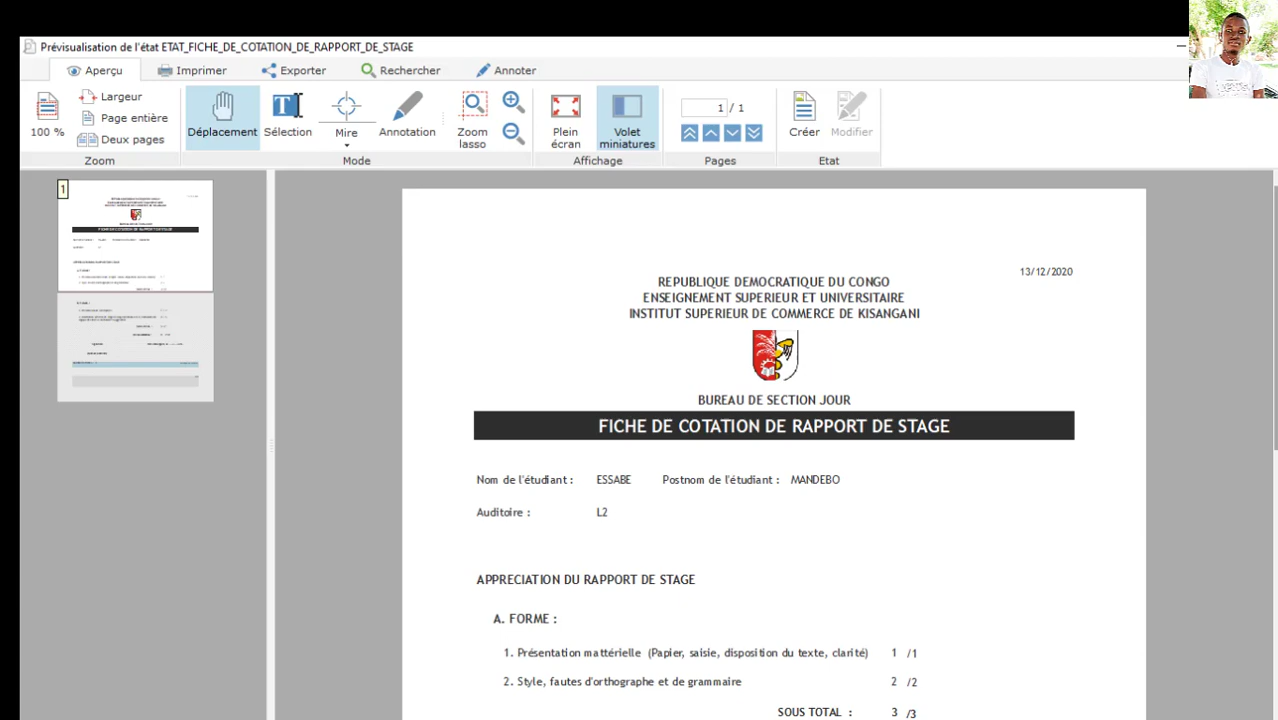 Prévisualisation de l'état ETAT_FICHE_DE_COTATION_DE_RAPPORT_DE_STAGE
Aperçu Imprimer Exporter Rechercher Annoter
100 %
Largeur
Page entière
Deux pages
Zoom
Déplacement
Sélection
Mire
Annotation
Zoom lasso
Mode
Plein écran
Volet miniatures
Affichage
1 / 1
Pages
Créer
Modifier
Etat
1
13/12/2020
REPUBLIQUE DEMOCRATIQUE DU CONGO
ENSEIGNEMENT SUPERIEUR ET UNIVERSITAIRE
INSTITUT SUPERIEUR DE COMMERCE DE KISANGANI
BUREAU DE SECTION JOUR
FICHE DE COTATION DE RAPPORT DE STAGE
Nom de l'étudiant : ESSABE Postnom de l'étudiant : MANDEBO
Auditoire : L2
APPRECIATION DU RAPPORT DE STAGE
A. FORME :
1. Présentation mattérielle (Papier, saisie, disposition du texte, clarité) 1 /1
2. Style, fautes d'orthographe et de grammaire 2 /2
SOUS TOTAL : 3 /3